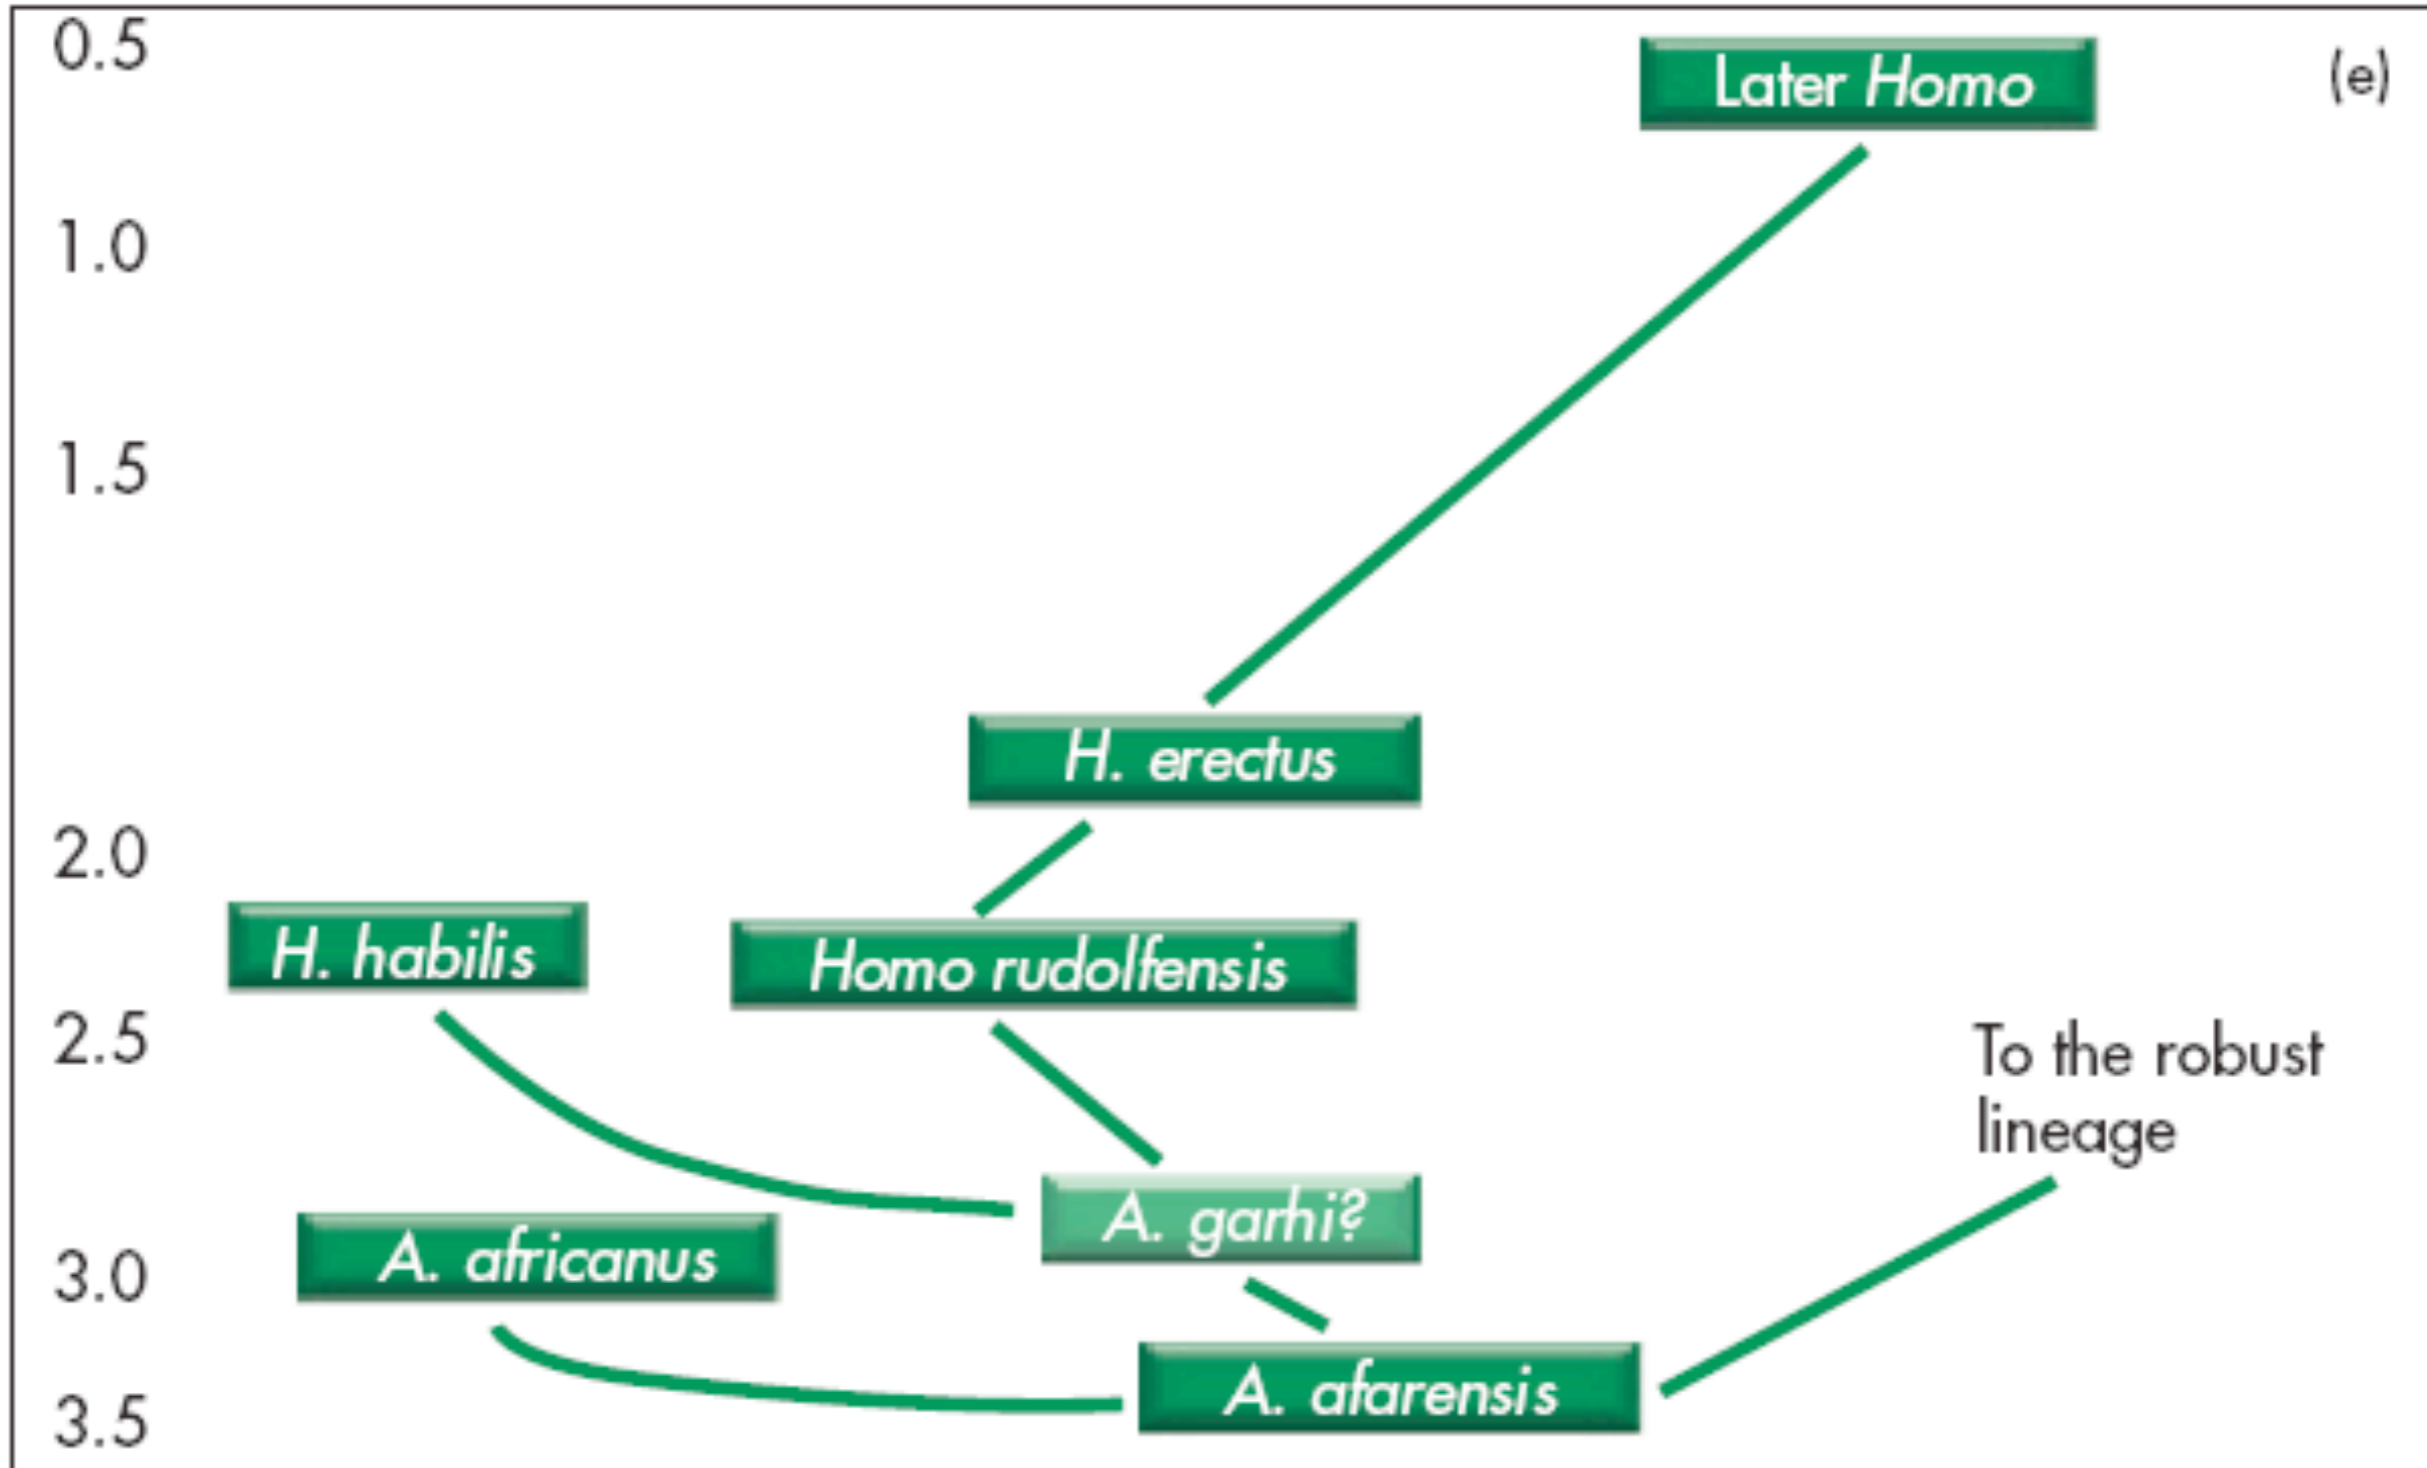 0.5
Later Homo
(e)
1.0
1.5
H. erectus
2.0
H. habilis
Homo rudolfensis
2.5
To the robust
lineage
A. garhi?
A. africanus
3.0
A. afarensis
3.5